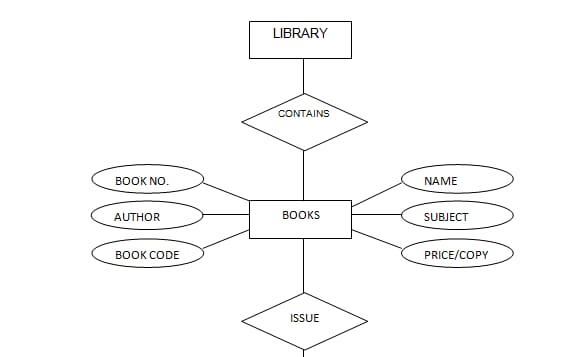 LIBRARY
CONTAINS
BOOK NO.
NAME
AUTHOR
BOOKS
SUBJECT
BOOK CODE
PRICE/COPY
ISSUE